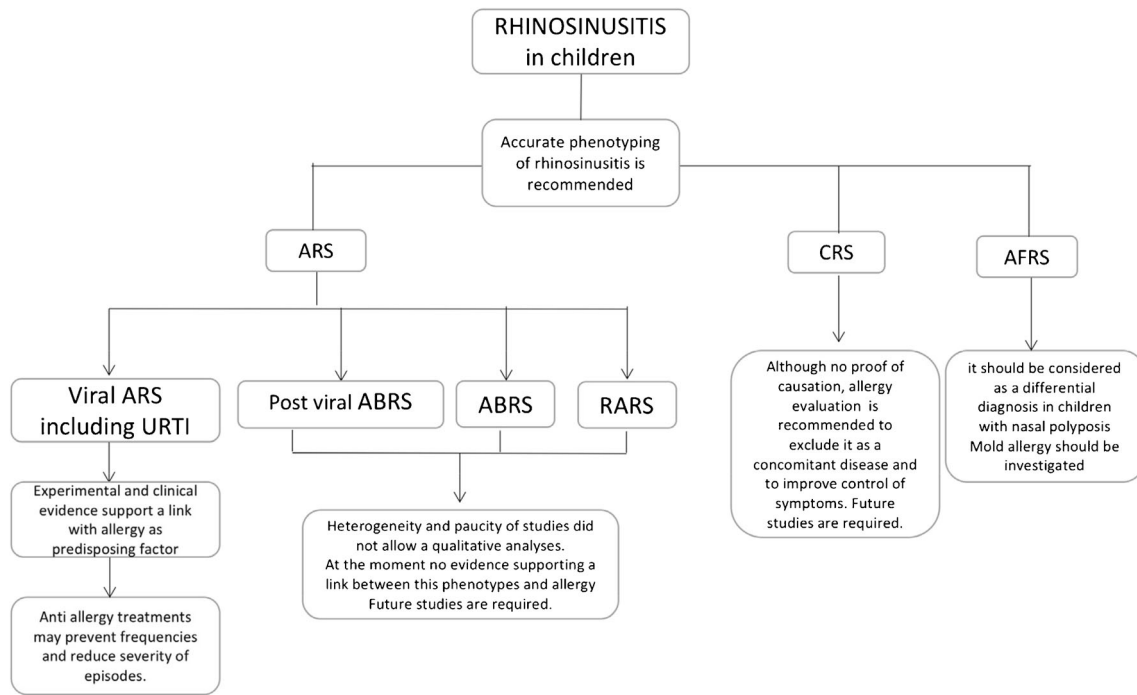 RHINOSINUSITIS
in children
Accurate phenotyping
of rhinosinusitis is
recommended
ARS
CRS
AFRS
Viral ARS
including URTI
Post viral ABRS
ABRS
RARS
Experimental and clinical
evidence support a link
with allergy as
predisposing factor
Anti allergy treatments
may prevent frequencies
and reduce severity of
episodes.
Heterogeneity and paucity of studies did
not allow a qualitative analyses.
At the moment no evidence supporting a
link between this phenotypes and allergy
Future studies are required.
Although no proof of
causation, allergy
evaluation is
recommended to
exclude it as a
concomitant disease and
to improve control of
symptoms. Future
studies are required.
it should be considered
as a differential
diagnosis in children
with nasal polyposis
Mold allergy should be
investigated